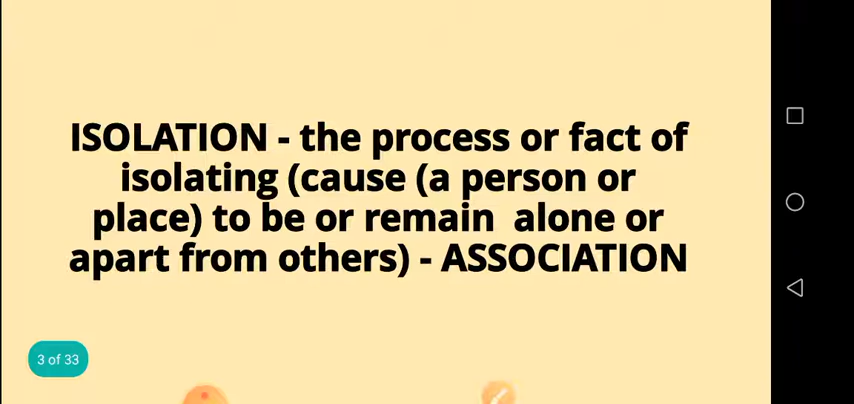 ISOLATION - the process or fact of
isolating (cause (a person or
place) to be or remain  alone or
apart from others) - ASSOCIATION
3 of 33